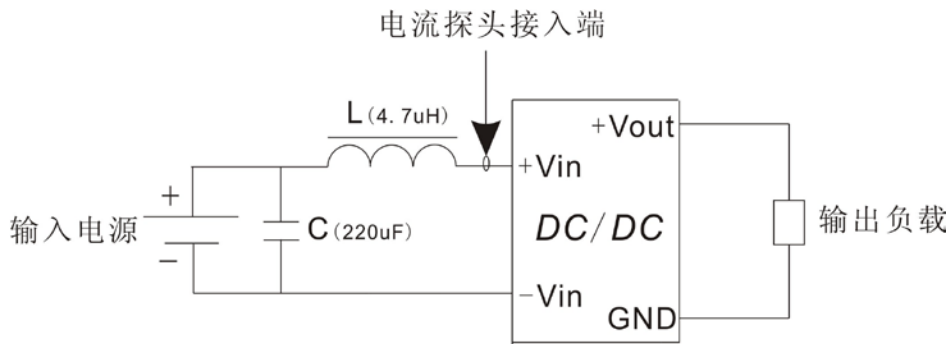 电流探头接入端
L(4.7uH)
+Vout
+Vin
+
输入电源
C(220uF)
DC/DC
输出负载
−
−Vin
GND